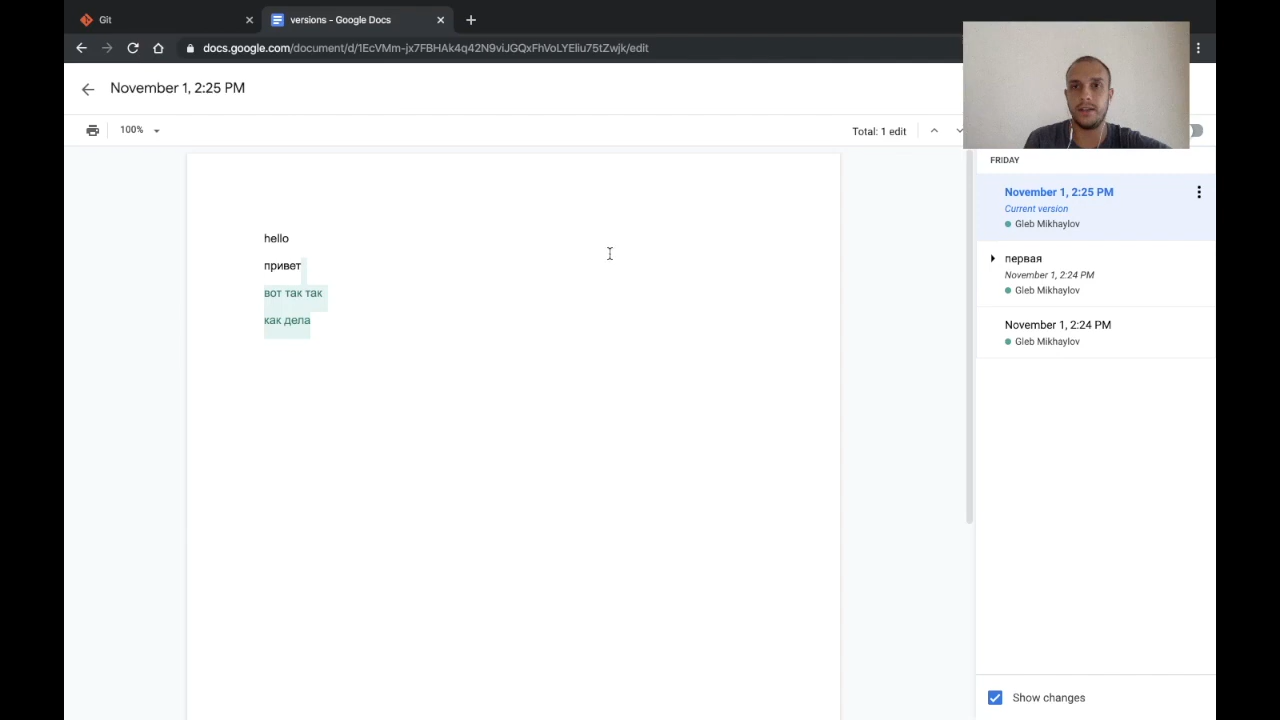 Git
versions - Google Docs
docs.google.com/document/d/1EcVMm-jx7FBHAk4q42N9viJGQxFhVoLYEliu75tZwjk/edit
November 1, 2:25 PM
100%
Total: 1 edit
hello
привет
вот так так
как дела
FRIDAY
November 1, 2:25 PM
Current version
Gleb Mikhaylov
первая
November 1, 2:24 PM
Gleb Mikhaylov
November 1, 2:24 PM
Gleb Mikhaylov
Show changes